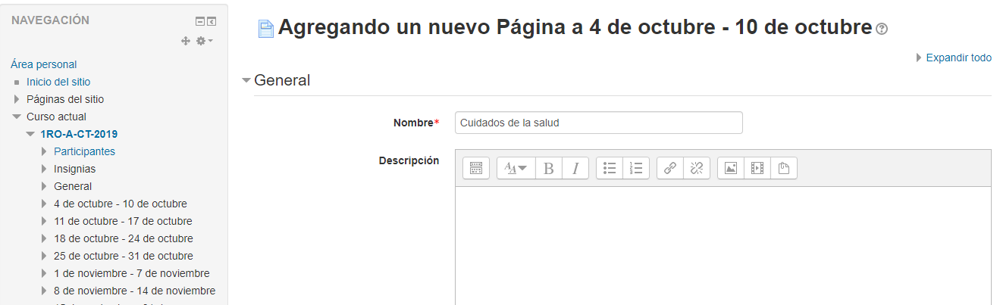 NAVEGACIÓN
Área personal
Inicio del sitio
Páginas del sitio
Curso actual
1RO-A-CT-2019
Participantes
Insignias
General
4 de octubre - 10 de octubre
11 de octubre - 17 de octubre
18 de octubre - 24 de octubre
25 de octubre - 31 de octubre
1 de noviembre - 7 de noviembre
8 de noviembre - 14 de noviembre
Agregando un nuevo Página a 4 de octubre - 10 de octubre
Expandir todo
General
Nombre*
Cuidados de la salud
Descripción
B I